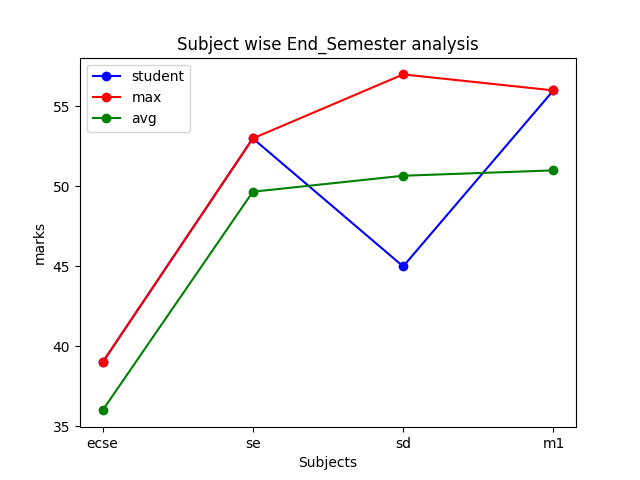 Subject wise End_Semester analysis
student
max
avg
55
50
45
40
35
marks
ecse se sd m1
Subjects